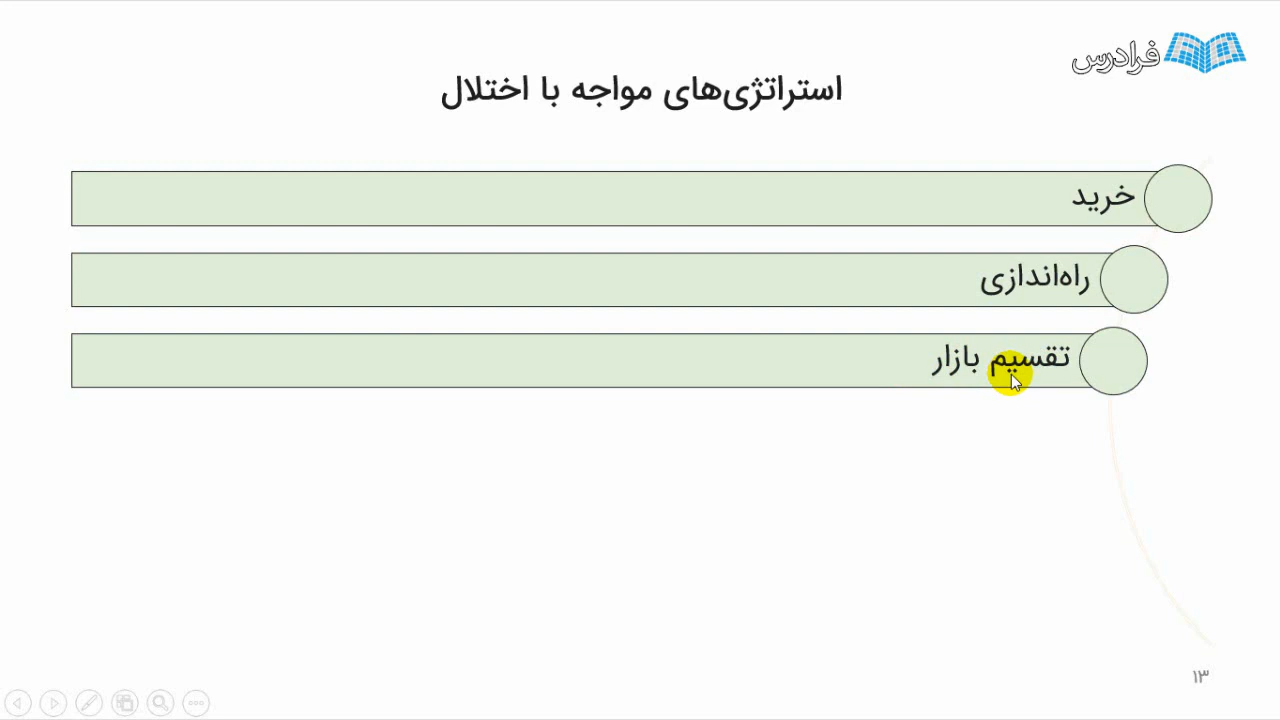 فرادرس
استراتژی‌های مواجه با اختلال
خرید
راه‌اندازی
تقسیم بازار
۱۳